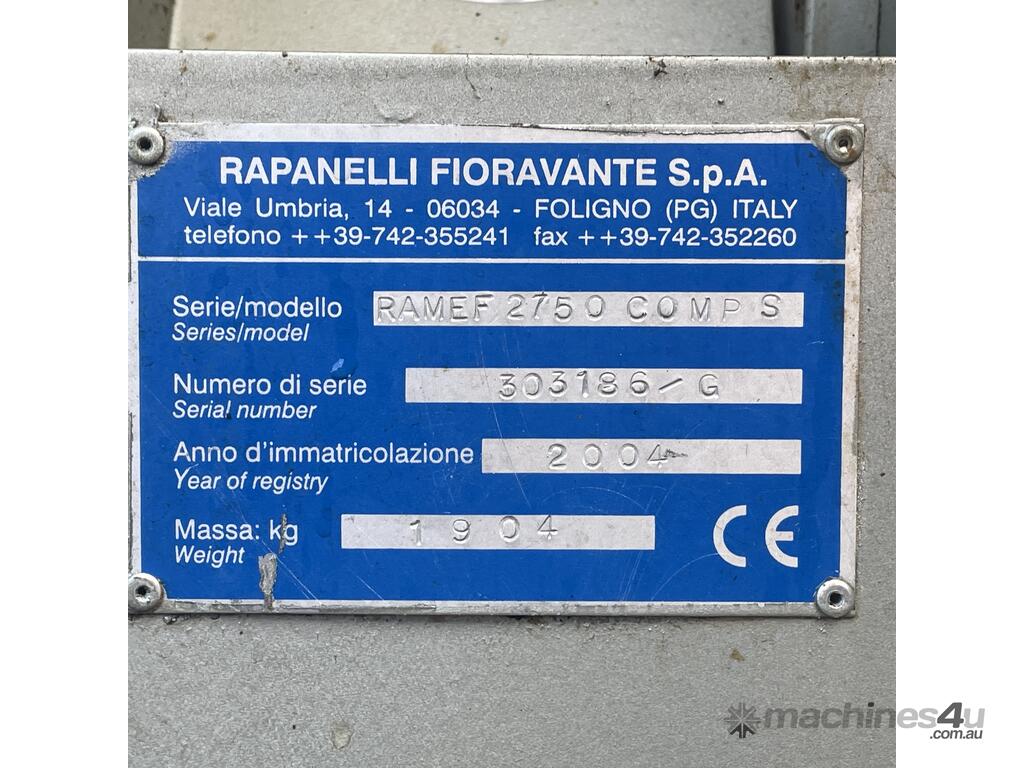 RAPANELLI FIORAVANTE S.p.A.
Viale Umbria, 14 - 06034 - FOLIGNO (PG) ITALY
telefono ++39-742-355241 fax ++39-742-352260
Serie/modello RAMEF 2750 COMP S
Series/model
Numero di serie 303186/G
Serial number
Anno d'immatricolazione 2004
Year of registry
Massa: kg 1904
Weight
CE
machines4u
.com.au